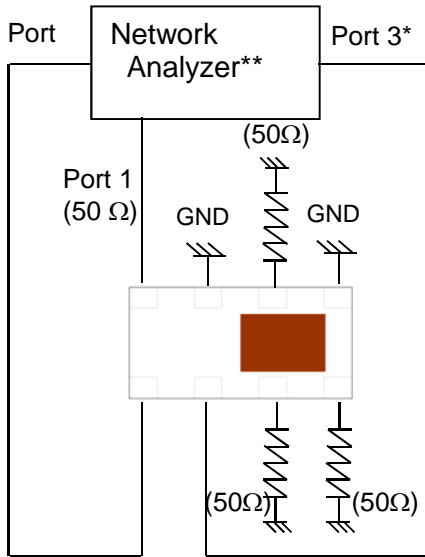 Port
Network
Analyzer**
Port 3*
(50Ω)
Port 1
(50 Ω)
GND
GND
(50Ω)
(50Ω)